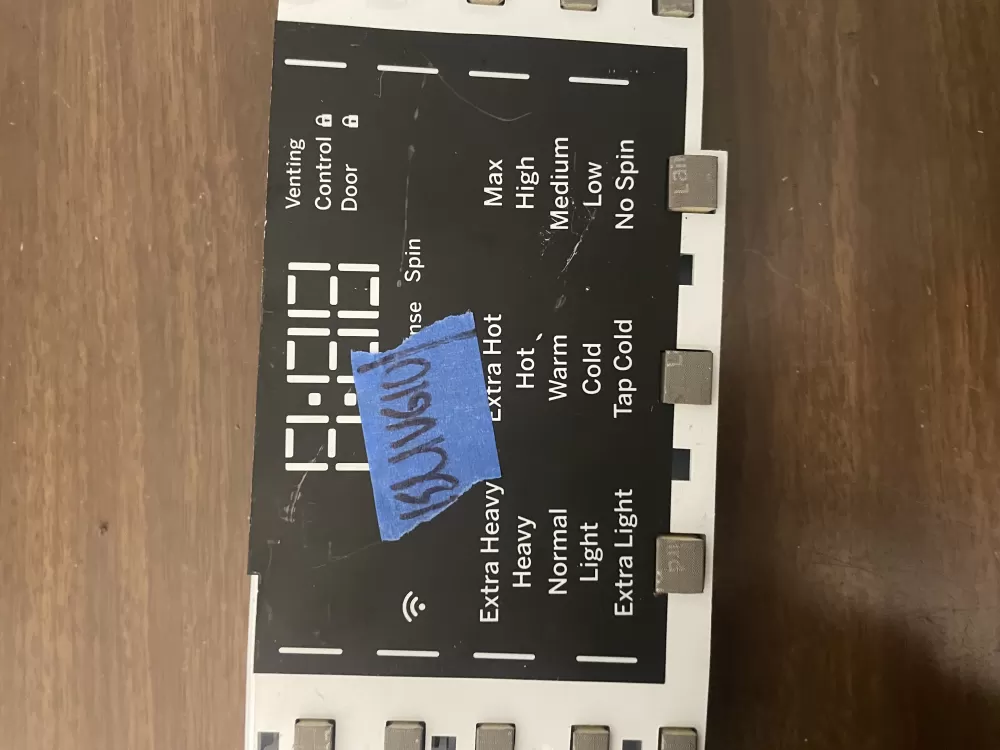 Venting
Control
Door
Spin
Extra Heavy
Heavy
Normal
Light
Extra Light
Extra Hot
Hot
Warm
Cold
Tap Cold
Max
High
Medium
Low
No Spin